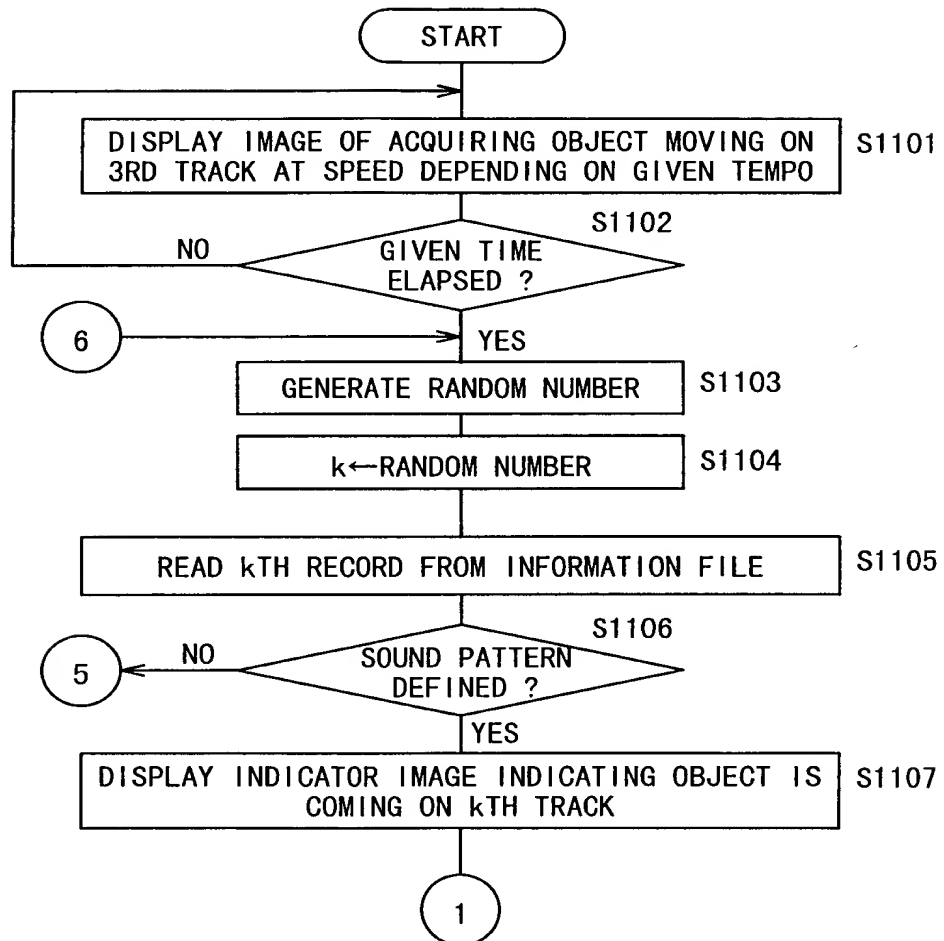 START
DISPLAY IMAGE OF ACQUIRING OBJECT MOVING ON
3RD TRACK AT SPEED DEPENDING ON GIVEN TEMPO
S1101
S1102
NO
GIVEN TIME
ELAPSED ?
6
YES
GENERATE RANDOM NUMBER
S1103
k←RANDOM NUMBER
S1104
READ kTH RECORD FROM INFORMATION FILE
S1105
S1106
5
NO
SOUND PATTERN
DEFINED ?
YES
DISPLAY INDICATOR IMAGE INDICATING OBJECT IS
COMING ON kTH TRACK
S1107
1